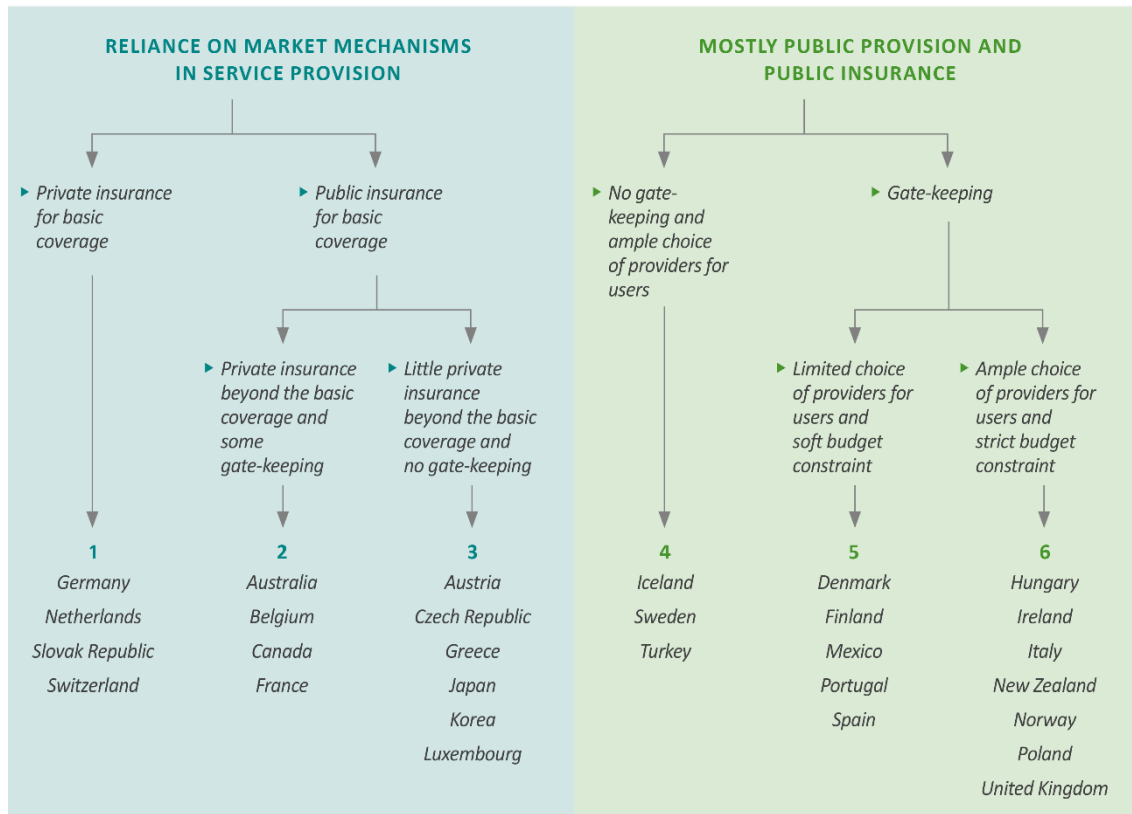 RELIANCE ON MARKET MECHANISMS
IN SERVICE PROVISION
Private insurance
for basic
coverage
Public insurance
for basic
coverage
Private insurance
beyond the basic
coverage and
some
gate-keeping
Little private
insurance
beyond the basic
coverage and
no gate-keeping
1
Germany
Netherlands
Slovak Republic
Switzerland
2
Australia
Belgium
Canada
France
3
Austria
Czech Republic
Greece
Japan
Korea
Luxembourg
MOSTLY PUBLIC PROVISION AND
PUBLIC INSURANCE
No gate-
keeping and
ample choice
of providers for
users
Gate-keeping
Limited choice
of providers for
users and
soft budget
constraint
Ample choice
of providers for
users and
strict budget
constraint
4
Iceland
Sweden
Turkey
5
Denmark
Finland
Mexico
Portugal
Spain
6
Hungary
Ireland
Italy
New Zealand
Norway
Poland
United Kingdom